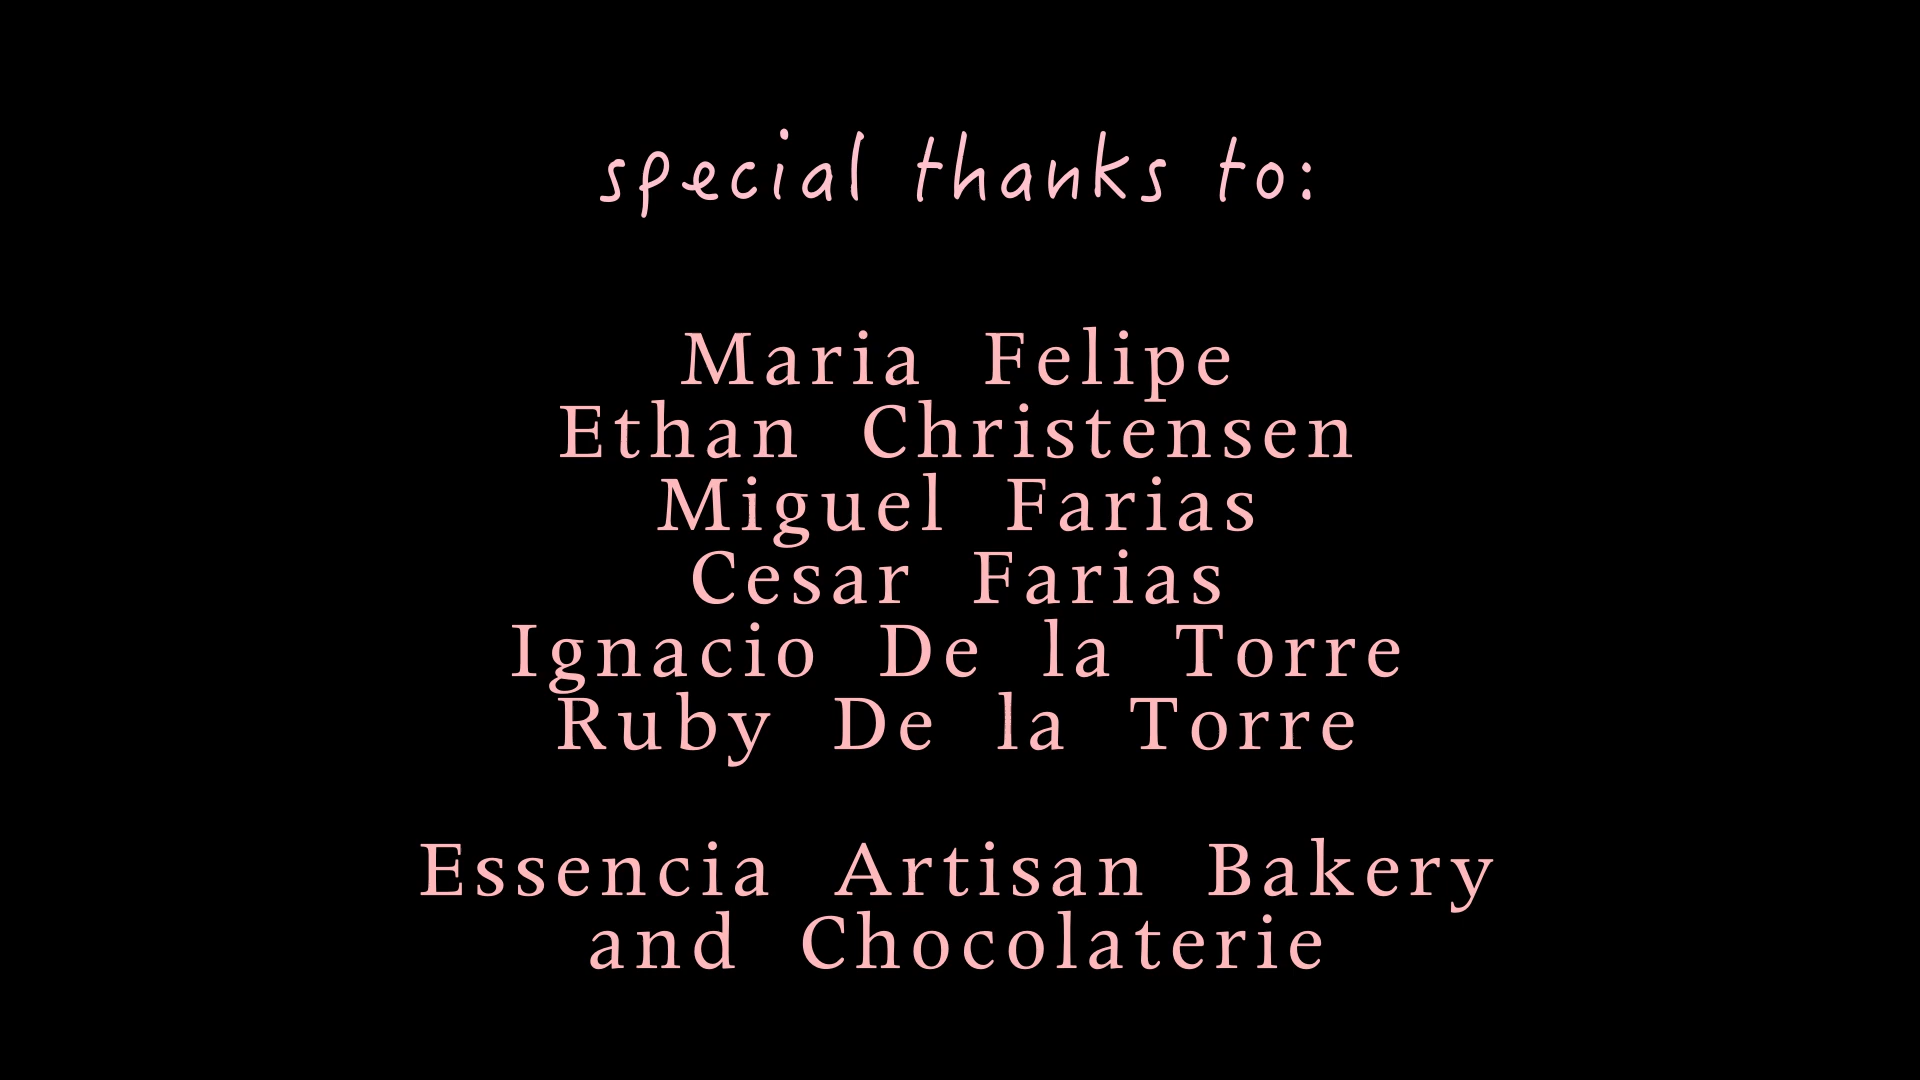 special thanks to:
Maria Felipe
Ethan Christensen
Miguel Farias
Cesar Farias
Ignacio De la Torre
Ruby De la Torre
Essencia Artisan Bakery
and Chocolaterie